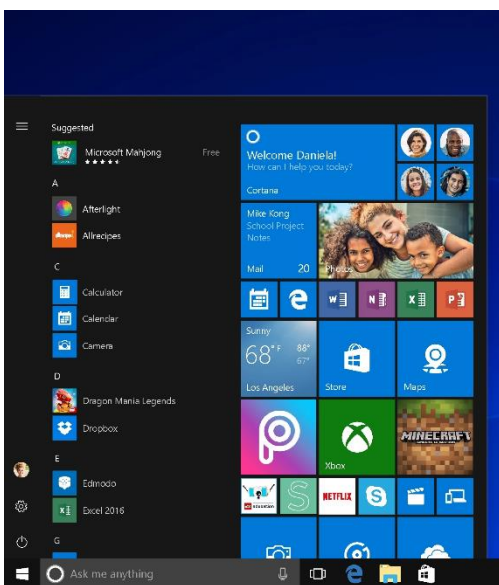 Suggested
Microsoft Mahjong Free
A
Afterlight
Allrecipes
C
Calculator
Calendar
Camera
D
Dragon Mania Legends
Dropbox
E
Edmodo
Excel 2016
G
Welcome Daniela!
How can I help you today?
Cortana
Mike Kong
School Project
Notes
Mail 20
Photos
W N X P
Sunny
68°F 88°
67°
Los Angeles
Store
Maps
Xbox
MINECRAFT
NETFLIX
Ask me anything